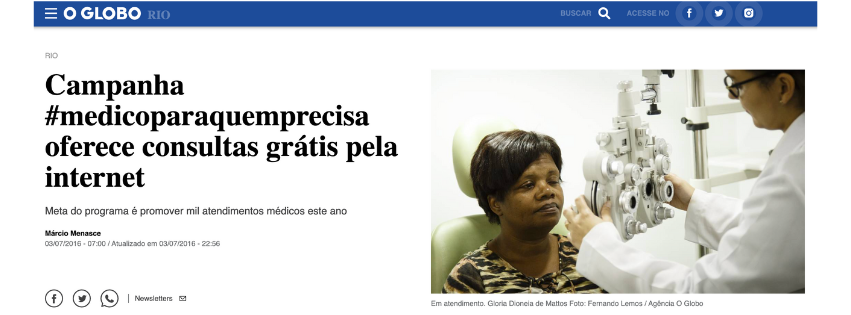 O GLOBO RIO
BUSCAR ACESSE NO
RIO
Campanha
#medicoparaquemprecisa
oferece consultas grátis pela
internet
Meta do programa é promover mil atendimentos médicos este ano
Márcio Menasce
03/07/2016 - 07:00 / Atualizado em 03/07/2016 - 22:56
Newsletters
Em atendimento. Gloria Dioneia de Mattos Foto: Fernando Lemos / Agência O Globo